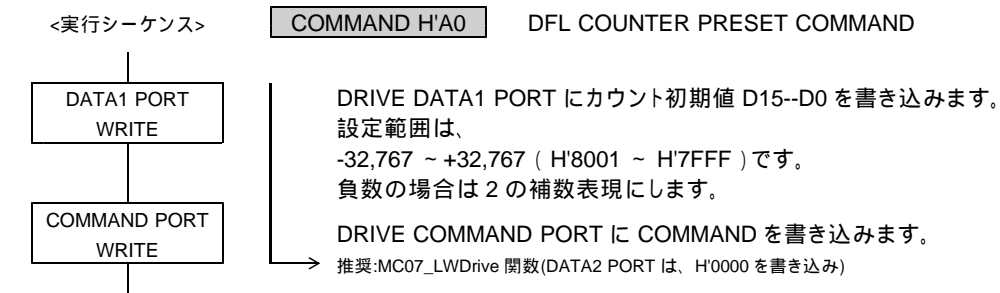 <実行シーケンス> COMMAND H'A0 DFL COUNTER PRESET COMMAND
DATA1 PORT
WRITE
DRIVE DATA1 PORT にカウント初期値 D15--D0 を書き込みます。
設定範囲は、
-32,767 ~ +32,767 ( H'8001 ~ H'7FFF ) です。
負数の場合は 2 の補数表現にします。
COMMAND PORT
WRITE
DRIVE COMMAND PORT に COMMAND を書き込みます。
推奨:MC07_LWDrive 関数(DATA2 PORT は、H'0000 を書き込み)